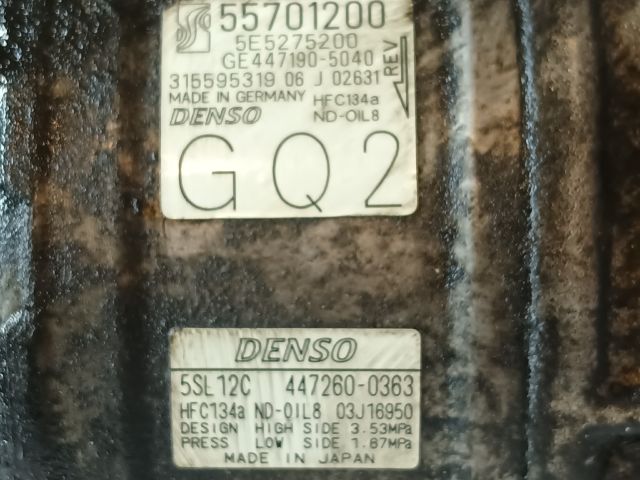 55701200
5E5275200
GE447190-5040
315595319 06 J 02631
MADE IN GERMANY HFC134a
DENSO ND-OIL8
REV
GQ2
DENSO
5SL12C 447260-0363
HFC134a ND-OIL8 03J16950
DESIGN HIGH SIDE 3.53MPa
PRESS LOW SIDE 1.87MPa
MADE IN JAPAN